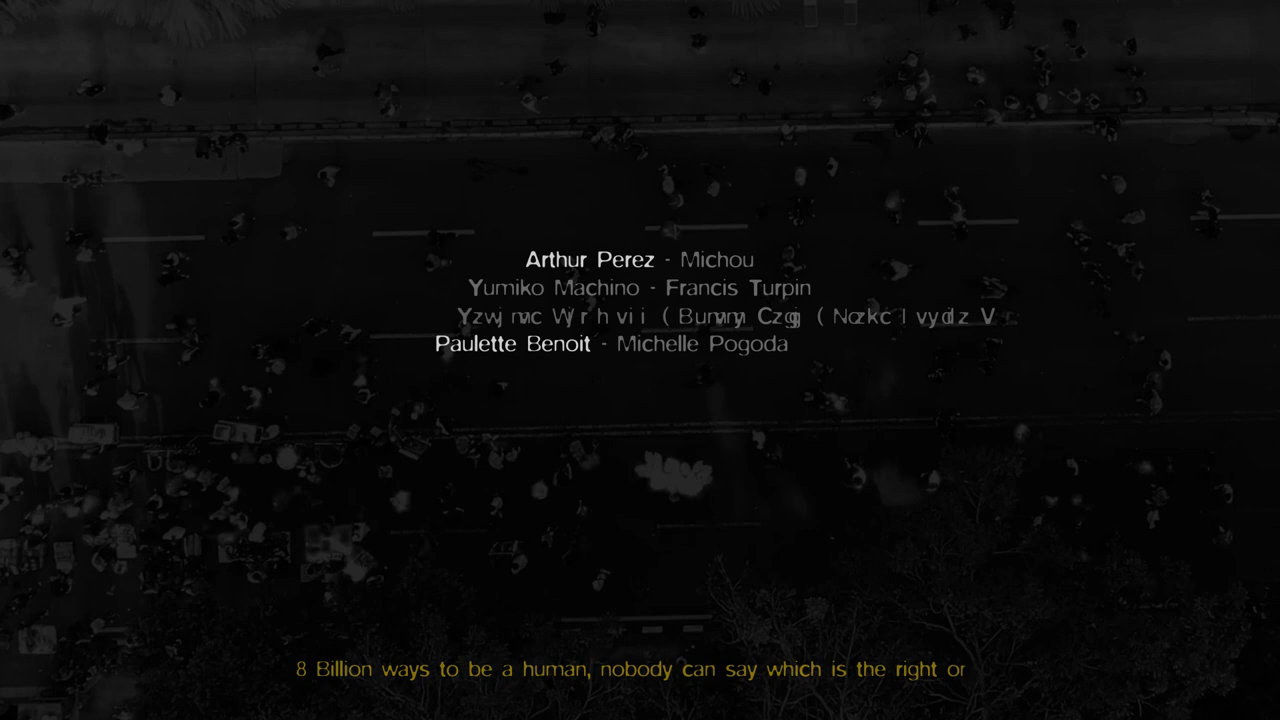 Arthur Perez - Michou
Yumiko Machino - Francis Turpin
Paulette Benoit - Michelle Pogoda
8 Billion ways to be a human, nobody can say which is the right or